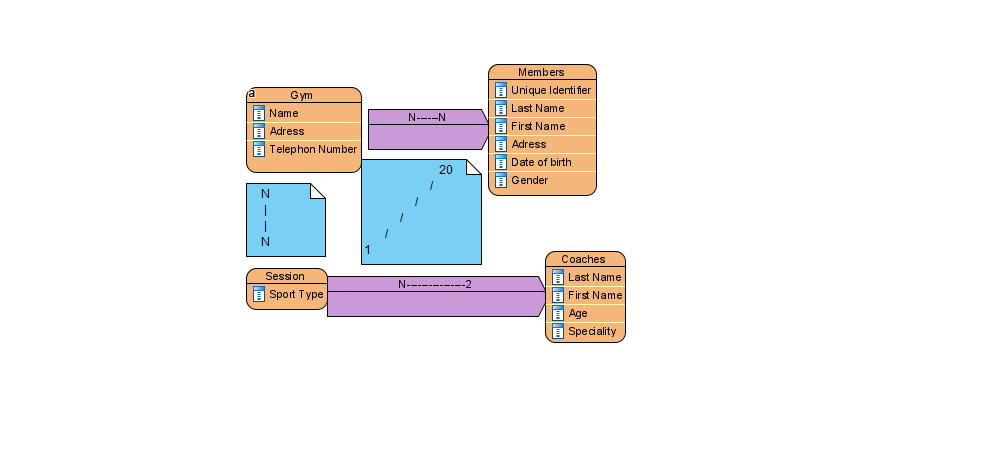 a
Gym
Name
Adress
Telephon Number
N------N
Members
Unique Identifier
Last Name
First Name
Adress
Date of birth
Gender
N
|
|
N
20
/
/
/
/
1
Session
Sport Type
N----------------2
Coaches
Last Name
First Name
Age
Speciality